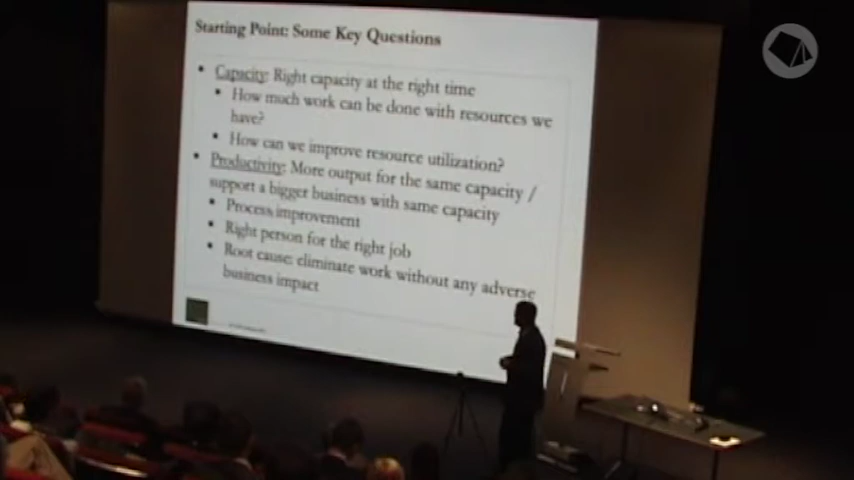 Starting Point: Some Key Questions
• Capacity: Right capacity at the right time
• How much work can be done with resources we
have?
• How can we improve resource utilization?
• Productivity: More output for the same capacity /
support a bigger business with same capacity
• Process improvement
• Right person for the right job
• Root cause: eliminate work without any adverse
business impact